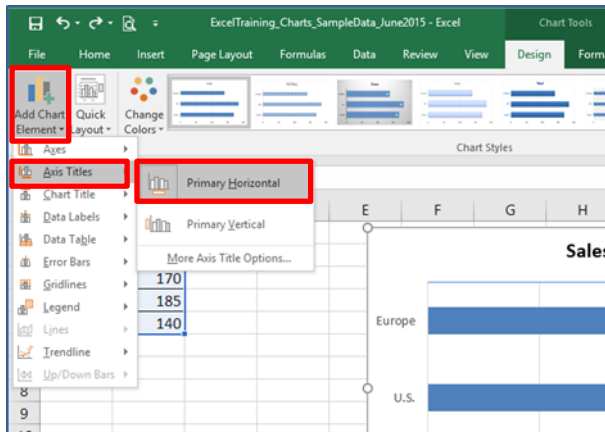 ExcelTraining_Charts_SampleData_June2015 - Excel
Chart Tools
File Home Insert Page Layout Formulas Data Review View Design Form
Add Chart Element
Quick Layout
Change Colors
Chart Styles
Axes
Axis Titles
Chart Title
Data Labels
Data Table
Error Bars
Gridlines
Legend
Lines
Trendline
Up/Down Bars
Primary Horizontal
Primary Vertical
More Axis Title Options...
E F G H
170
185
140
8
9
Sales
Europe
U.S.